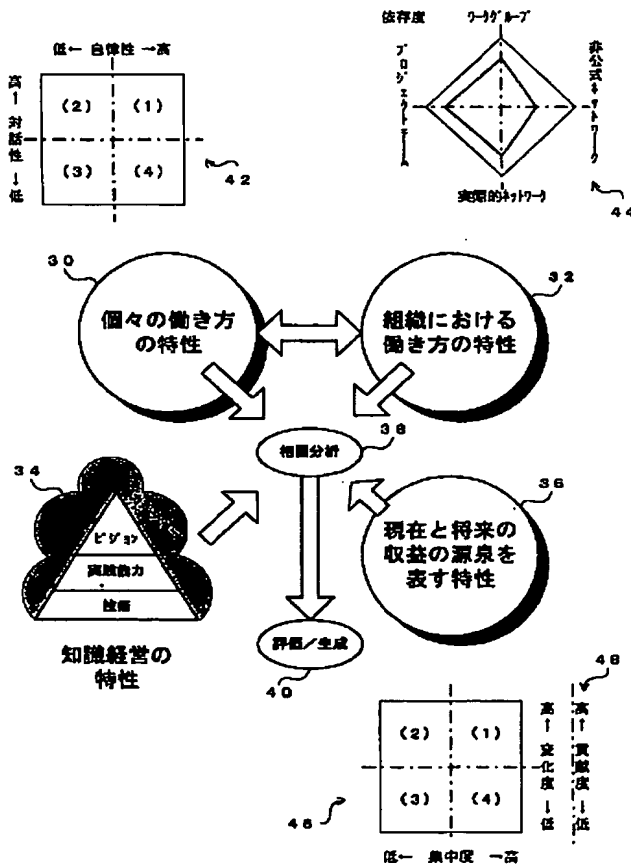 依存度 ワークグループ
低← 自律性 →高
高↑対話性↓低
(2) (1)
(3) (4)
42
プロジェクトチーム
非公式ネットワーク
実際的ネットワーク
44
30
個々の働き方
の特性
32
組織における
働き方の特性
38
相関分析
34
ビジョン
実践能力
技術
知識経営の
特性
36
現在と将来の
収益の源泉を
表す特性
評価/生成
40
48
(2) (1)
(3) (4)
高↑変化度↓低
高↑貢献度↓低
46
低← 集中度 →高